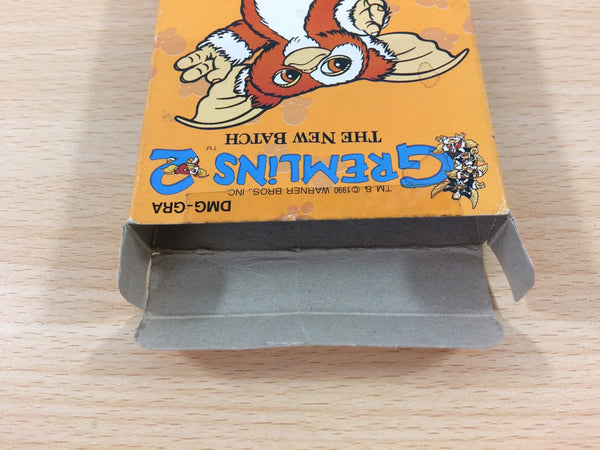 DMG-GRA
TM & ©1990 WARNER BROS., INC.
GREMLiNS 2
THE NEW BATCH
TM